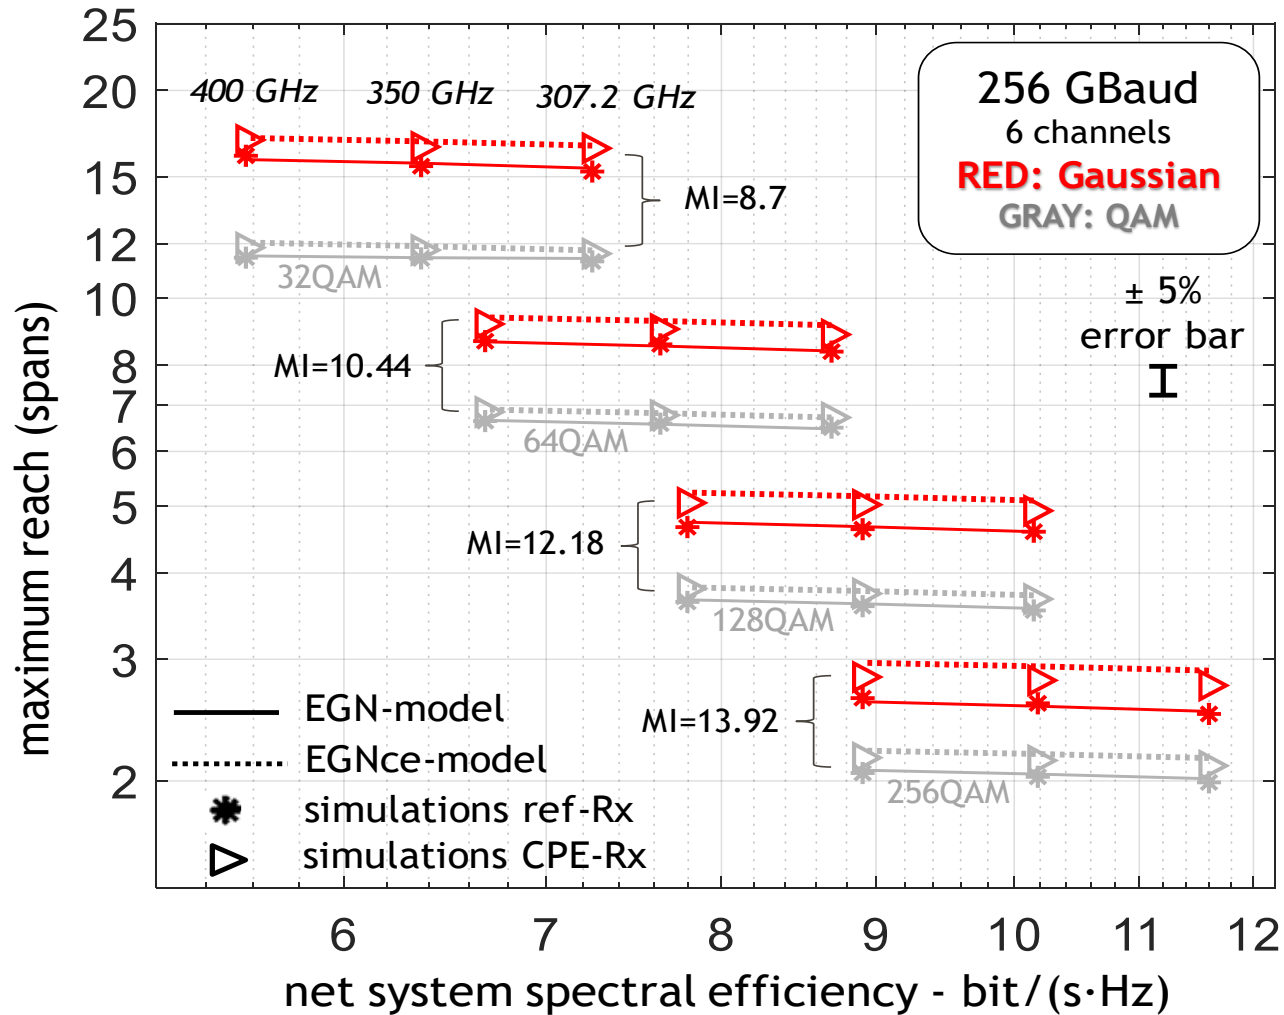 25
20
15
12
10
8
7
6
5
4
3
2
maximum reach (spans)
400 GHz 350 GHz 307.2 GHz
256 GBaud
6 channels
RED: Gaussian
GRAY: QAM
MI=8.7
32QAM
± 5%
error bar
MI=10.44
64QAM
MI=12.18
128QAM
MI=13.92
256QAM
EGN-model
EGNce-model
simulations ref-Rx
simulations CPE-Rx
6 7 8 9 10 11 12
net system spectral efficiency - bit/(s·Hz)